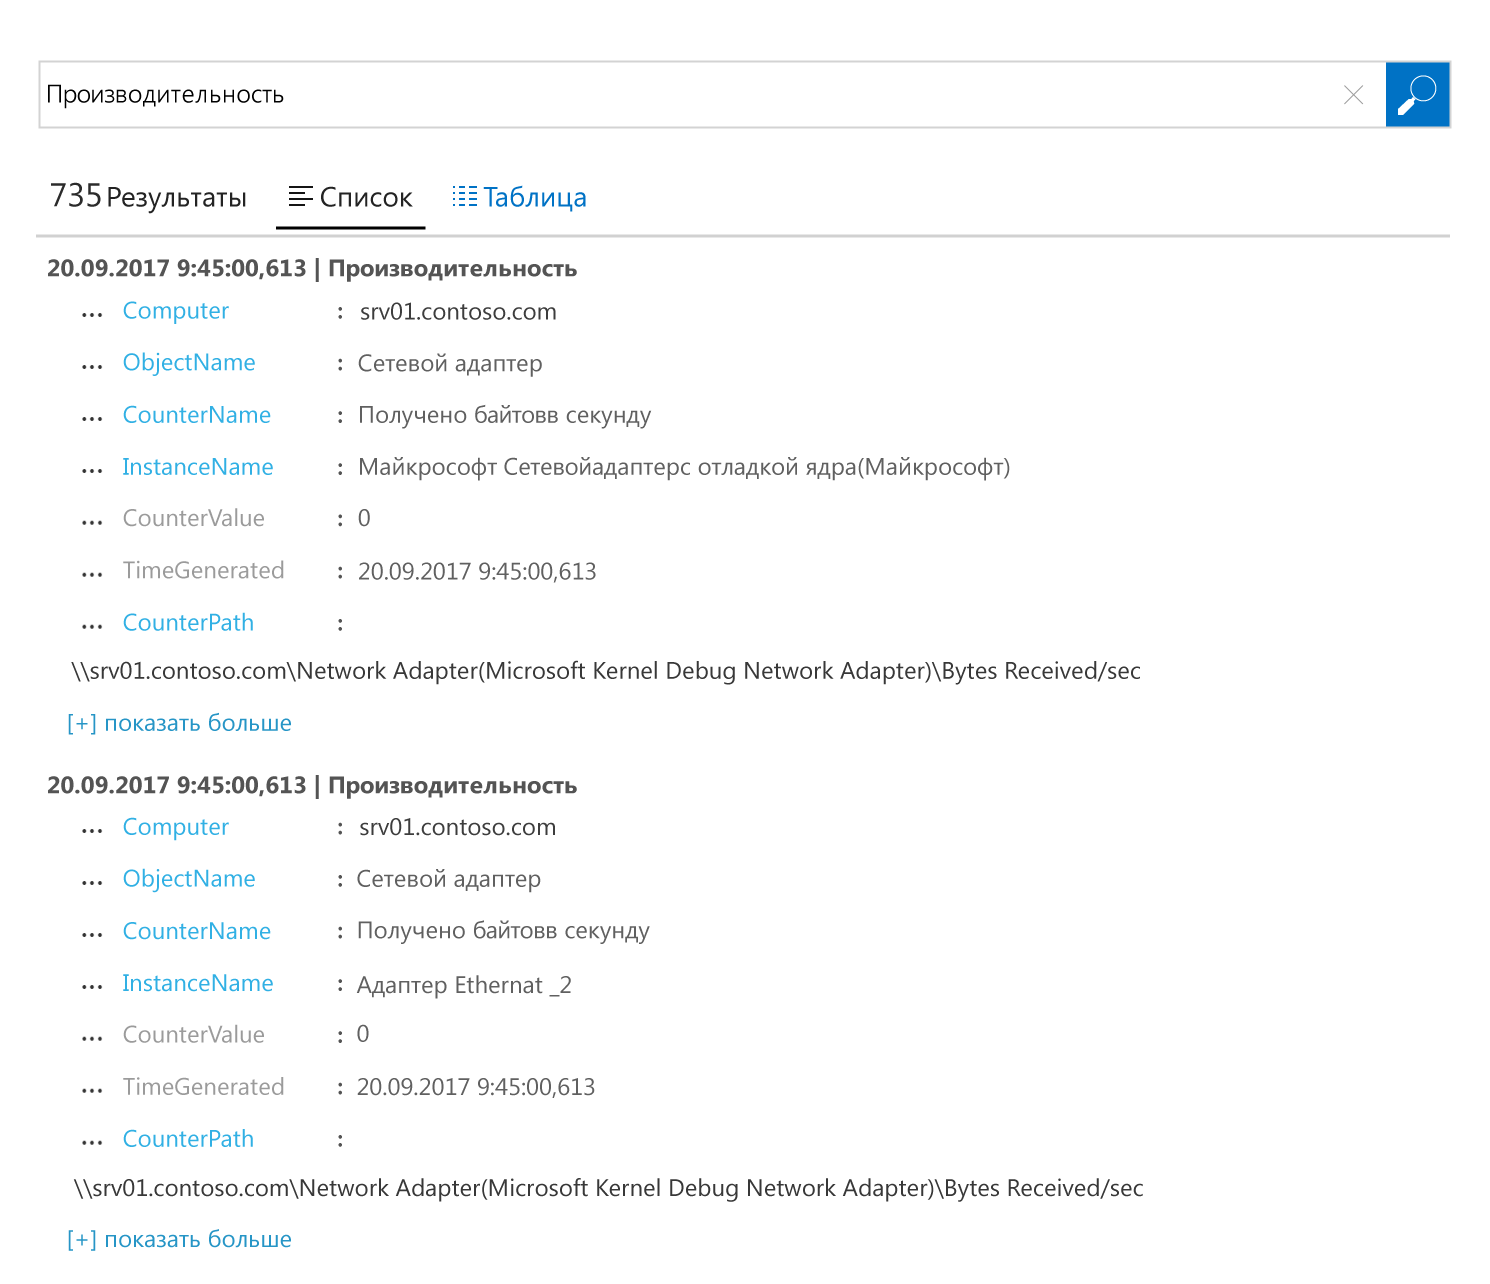 Производительность
735 Результаты Список Таблица
20.09.2017 9:45:00,613 | Производительность
... Computer : srv01.contoso.com
... ObjectName : Сетевой адаптер
... CounterName : Получено байтовв секунду
... InstanceName : Майкрософт Сетевойадаптерс отладкой ядра(Майкрософт)
... CounterValue : 0
... TimeGenerated : 20.09.2017 9:45:00,613
... CounterPath :
\\srv01.contoso.com\Network Adapter(Microsoft Kernel Debug Network Adapter)\Bytes Received/sec
[+] показать больше
20.09.2017 9:45:00,613 | Производительность
... Computer : srv01.contoso.com
... ObjectName : Сетевой адаптер
... CounterName : Получено байтовв секунду
... InstanceName : Адаптер Ethernat _2
... CounterValue : 0
... TimeGenerated : 20.09.2017 9:45:00,613
... CounterPath :
\\srv01.contoso.com\Network Adapter(Microsoft Kernel Debug Network Adapter)\Bytes Received/sec
[+] показать больше